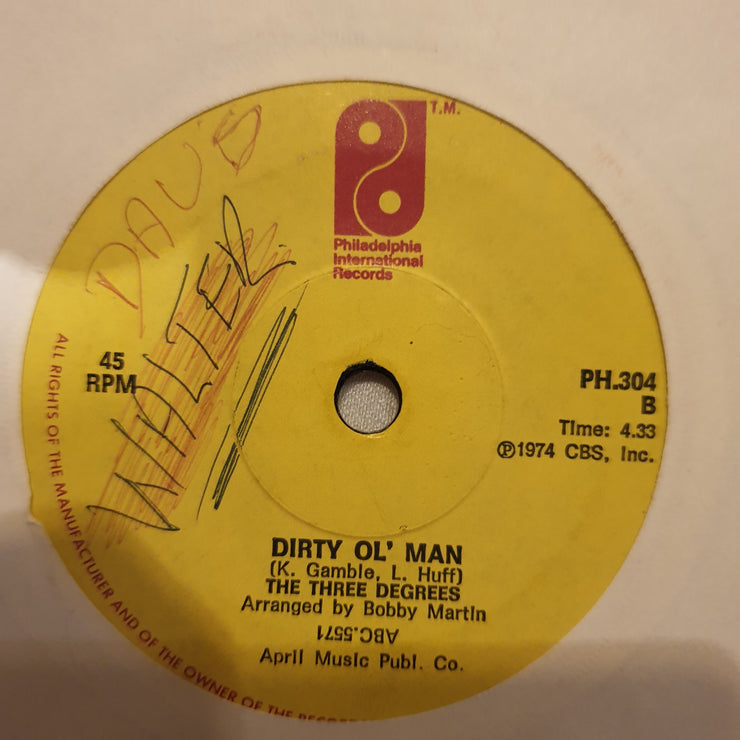 T.M.
Philadelphia
International
Records
DAVB
WALTER
45
RPM
PH.304
B
Time: 4.33
Ⓟ1974 CBS, Inc.
DIRTY OL' MAN
(K. Gamble, L. Huff)
THE THREE DEGREES
Arranged by Bobby Martin
ABC.5571
April Music Publ. Co.
ALL RIGHTS OF THE MANUFACTURER AND OF THE OWNER OF THE